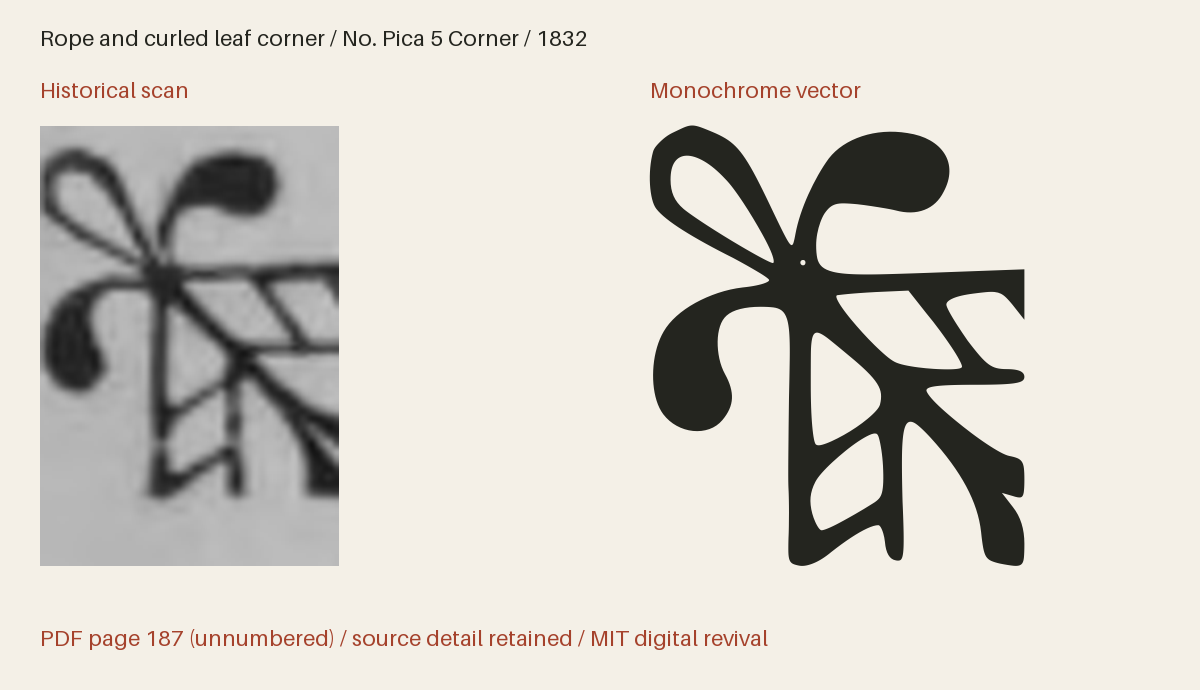 Rope and curled leaf corner / No. Pica 5 Corner / 1832
Historical scan
Monochrome vector
PDF page 187 (unnumbered) / source detail retained / MIT digital revival